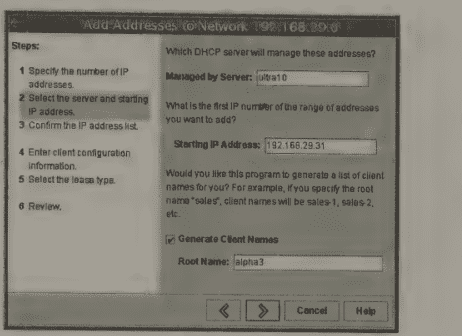 Add Addresses to Network 192.168.29.0
Steps:
1 Specify the number of IP
addresses.
2 Select the server and starting
IP address.
3 Confirm the IP address list.
4 Enter client configuration
information.
5 Select the lease type.
6 Review.
Which DHCP server will manage these addresses?
Managed by Server: ultra10
What is the first IP number of the range of addresses
you want to add?
Starting IP Address: 192.168.29.31
Would you like this program to generate a list of client
names for you? For example, if you specify the root
name "sales", client names will be sales-1, sales-2,
etc.
Generate Client Names
Root Name: alpha3
Cancel
Help